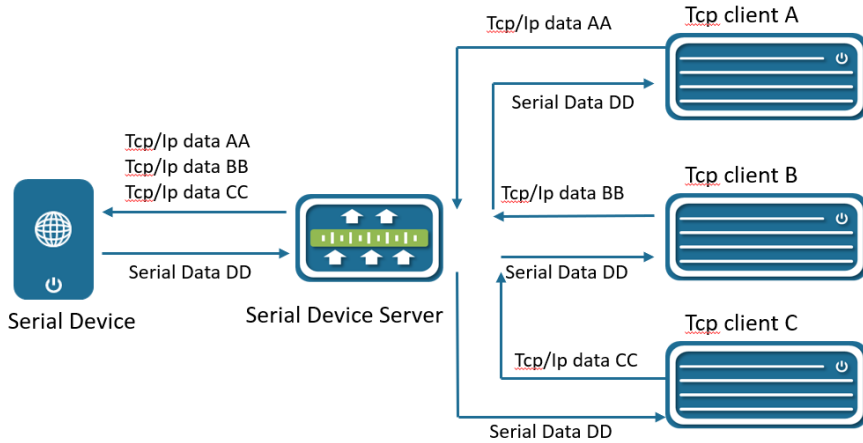 Tcp client A
Tcp/Ip data AA
Serial Data DD
Tcp/Ip data AA
Tcp/Ip data BB
Tcp/Ip data CC
Serial Data DD
Serial Device
Serial Device Server
Tcp client B
Tcp/Ip data BB
Serial Data DD
Tcp client C
Tcp/Ip data CC
Serial Data DD